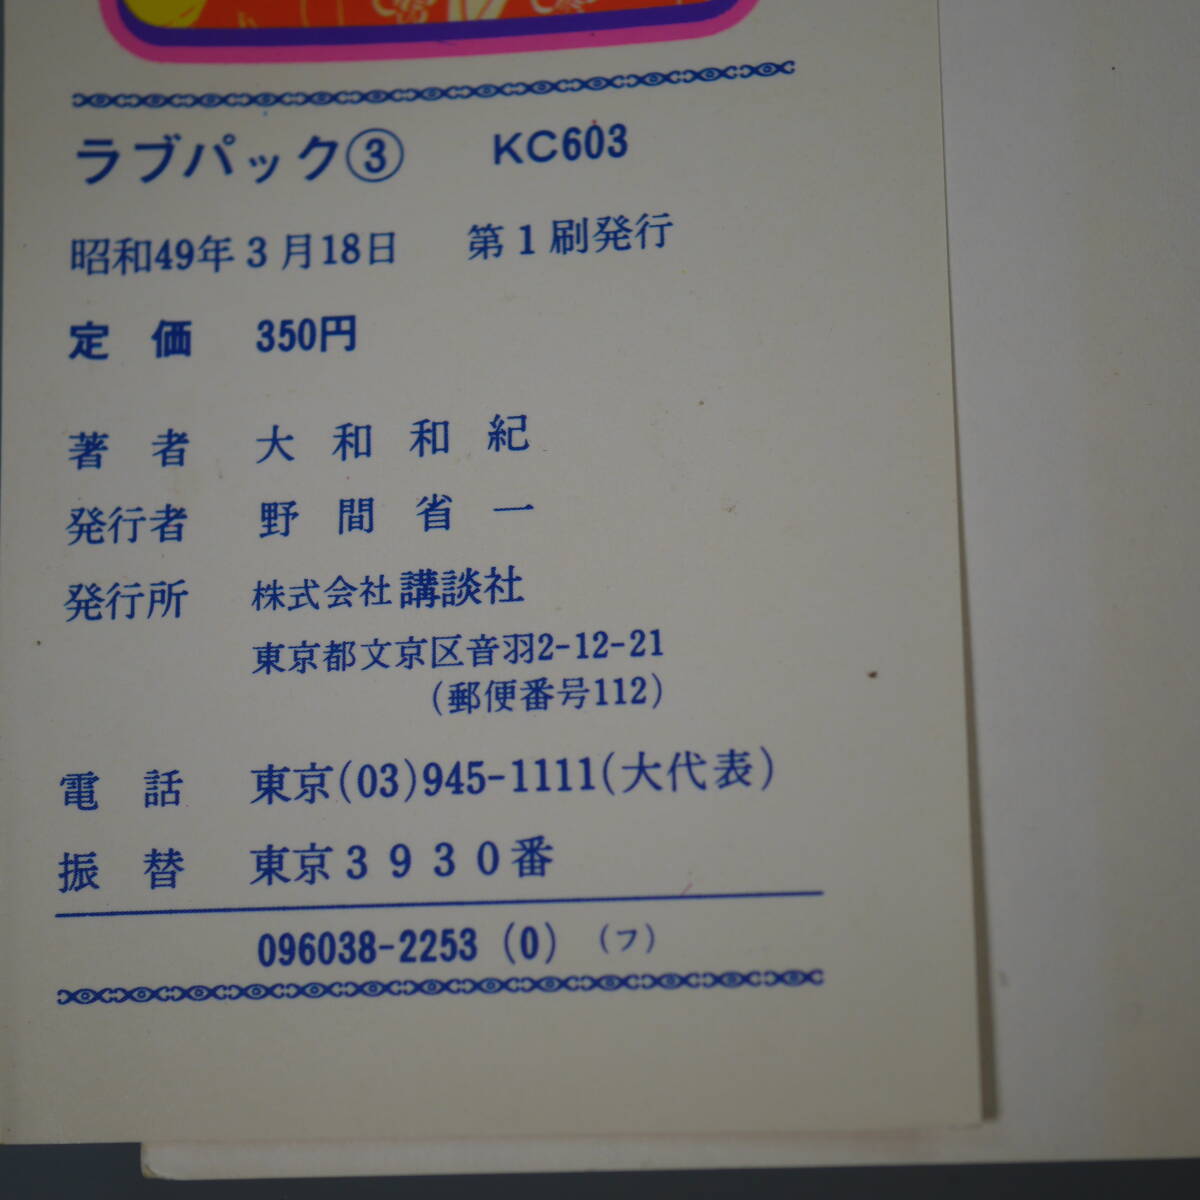 ラブパック③ KC603
昭和49年3月18日 第1刷発行
定価 350円
著者 大和和紀
発行者 野間省一
発行所 株式会社講談社
東京都文京区音羽2-12-21
(郵便番号112)
電話 東京(03)945-1111(大代表)
振替 東京3930番
096038-2253 (0) (フ)